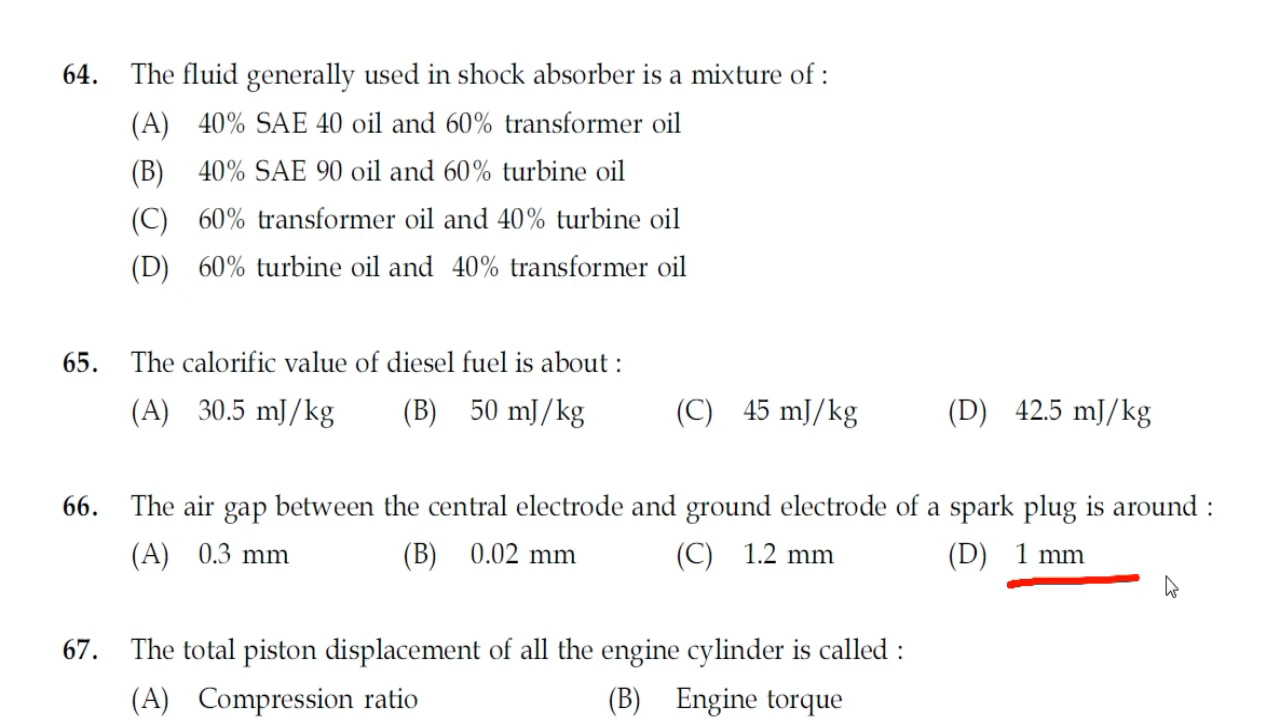 64. The fluid generally used in shock absorber is a mixture of :
(A) 40% SAE 40 oil and 60% transformer oil
(B) 40% SAE 90 oil and 60% turbine oil
(C) 60% transformer oil and 40% turbine oil
(D) 60% turbine oil and 40% transformer oil
65. The calorific value of diesel fuel is about :
(A) 30.5 mJ/kg (B) 50 mJ/kg (C) 45 mJ/kg (D) 42.5 mJ/kg
66. The air gap between the central electrode and ground electrode of a spark plug is around :
(A) 0.3 mm (B) 0.02 mm (C) 1.2 mm (D) 1 mm
67. The total piston displacement of all the engine cylinder is called :
(A) Compression ratio (B) Engine torque